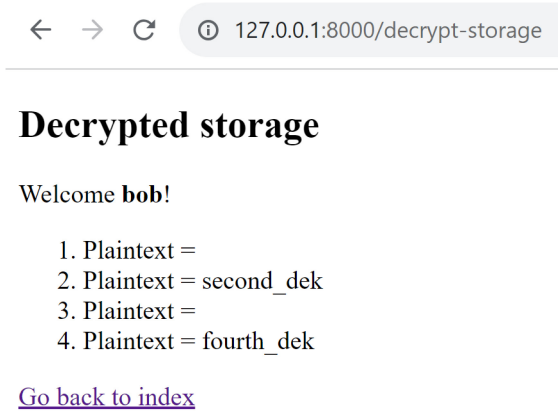 127.0.0.1:8000/decrypt-storage
Decrypted storage
Welcome bob!
1. Plaintext =
2. Plaintext = second_dek
3. Plaintext =
4. Plaintext = fourth_dek
Go back to index